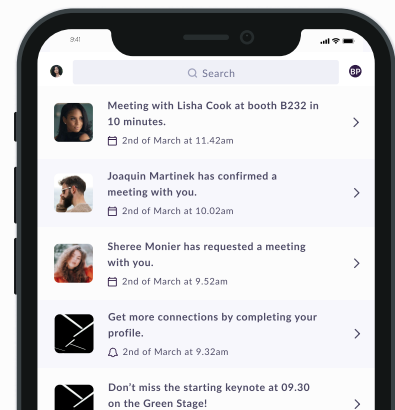 9:41
Search
BP
Meeting with Lisha Cook at booth B232 in
10 minutes.
2nd of March at 11.42am
Joaquin Martinek has confirmed a
meeting with you.
2nd of March at 10.02am
Sheree Monier has requested a meeting
with you.
2nd of March at 9.52am
Get more connections by completing your
profile.
2nd of March at 9.32am
Don’t miss the starting keynote at 09.30
on the Green Stage!